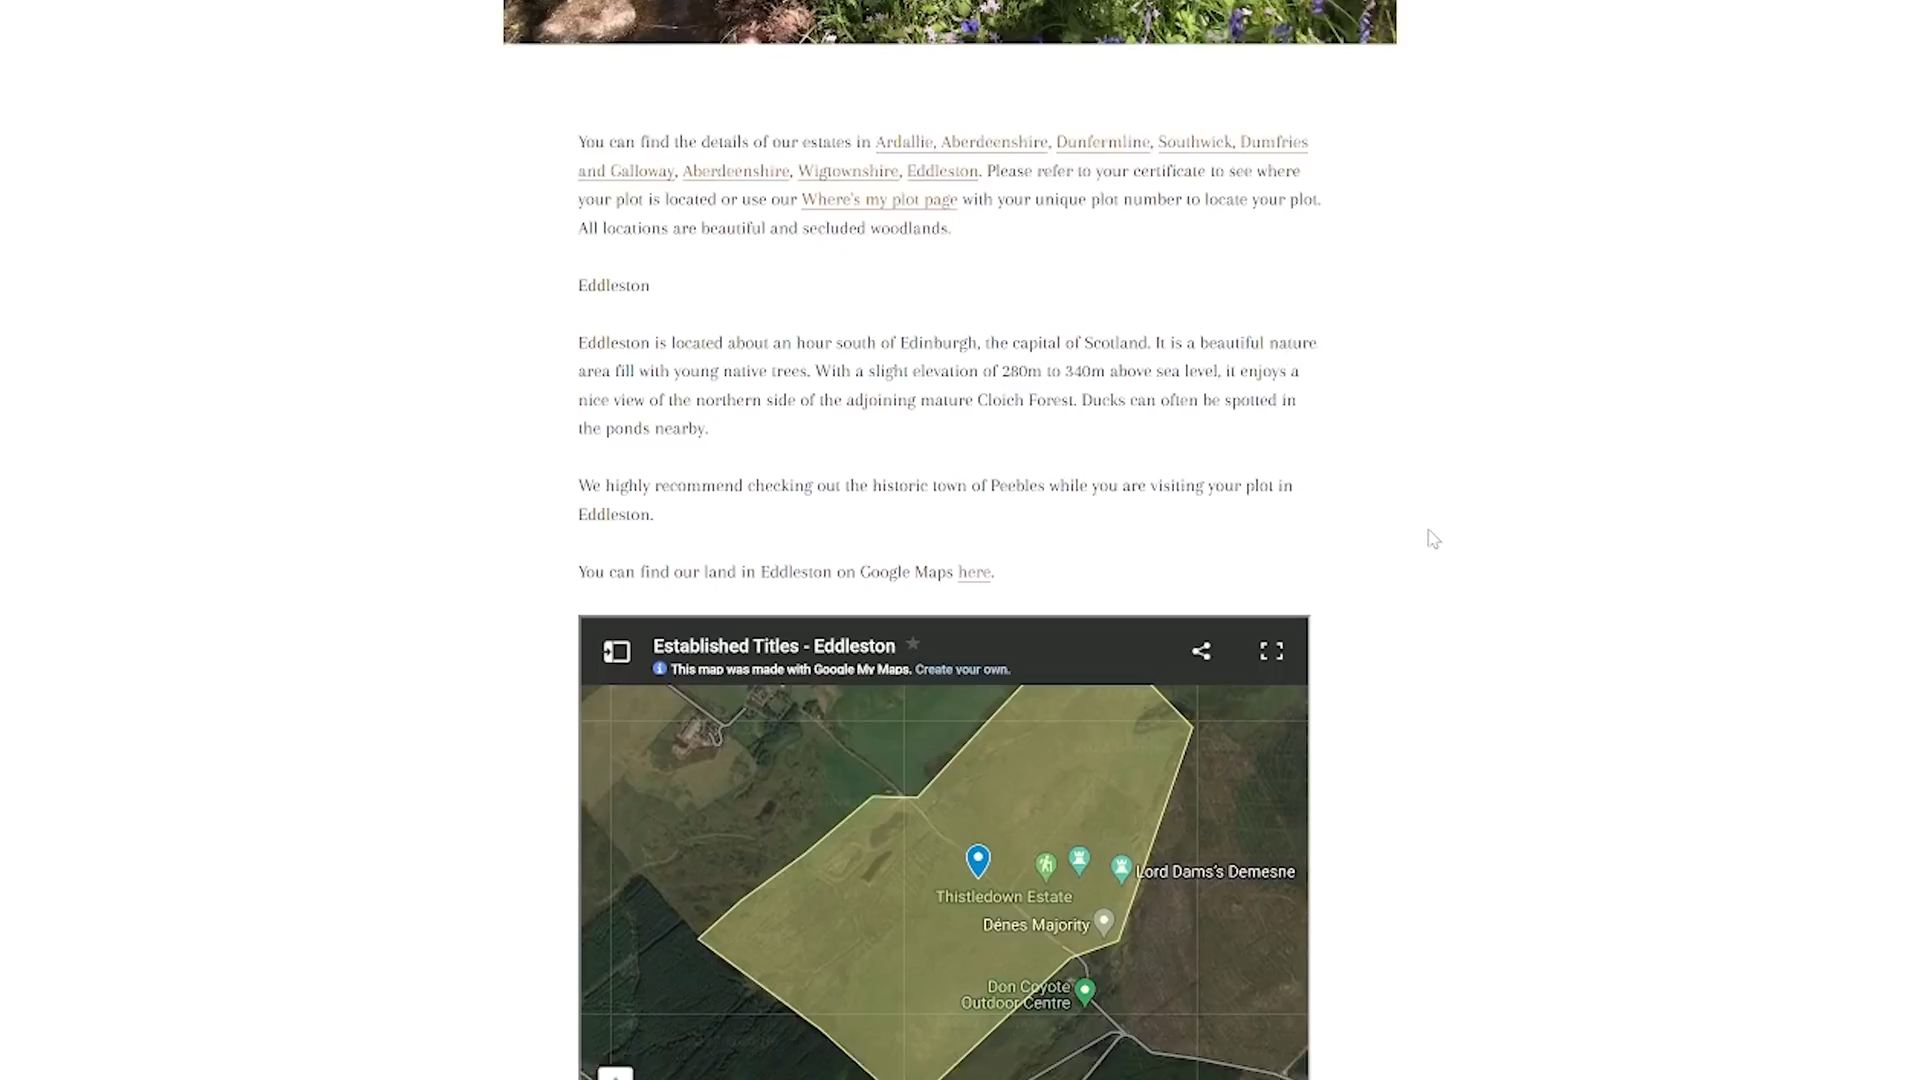 You can find the details of our estates in Ardallie, Aberdeenshire, Dunfermline, Southwick, Dumfries
and Galloway, Aberdeenshire, Wigtownshire, Eddleston. Please refer to your certificate to see where
your plot is located or use our Where's my plot page with your unique plot number to locate your plot.
All locations are beautiful and secluded woodlands.
Eddleston
Eddleston is located about an hour south of Edinburgh, the capital of Scotland. It is a beautiful nature
area fill with young native trees. With a slight elevation of 280m to 340m above sea level, it enjoys a
nice view of the northern side of the adjoining mature Cloich Forest. Ducks can often be spotted in
the ponds nearby.
We highly recommend checking out the historic town of Peebles while you are visiting your plot in
Eddleston.
You can find our land in Eddleston on Google Maps here.
Established Titles - Eddleston
This map was made with Google My Maps. Create your own.
Lord Dams's Demesne
Thistledown Estate
Dénes Majority
Don Coyote
Outdoor Centre